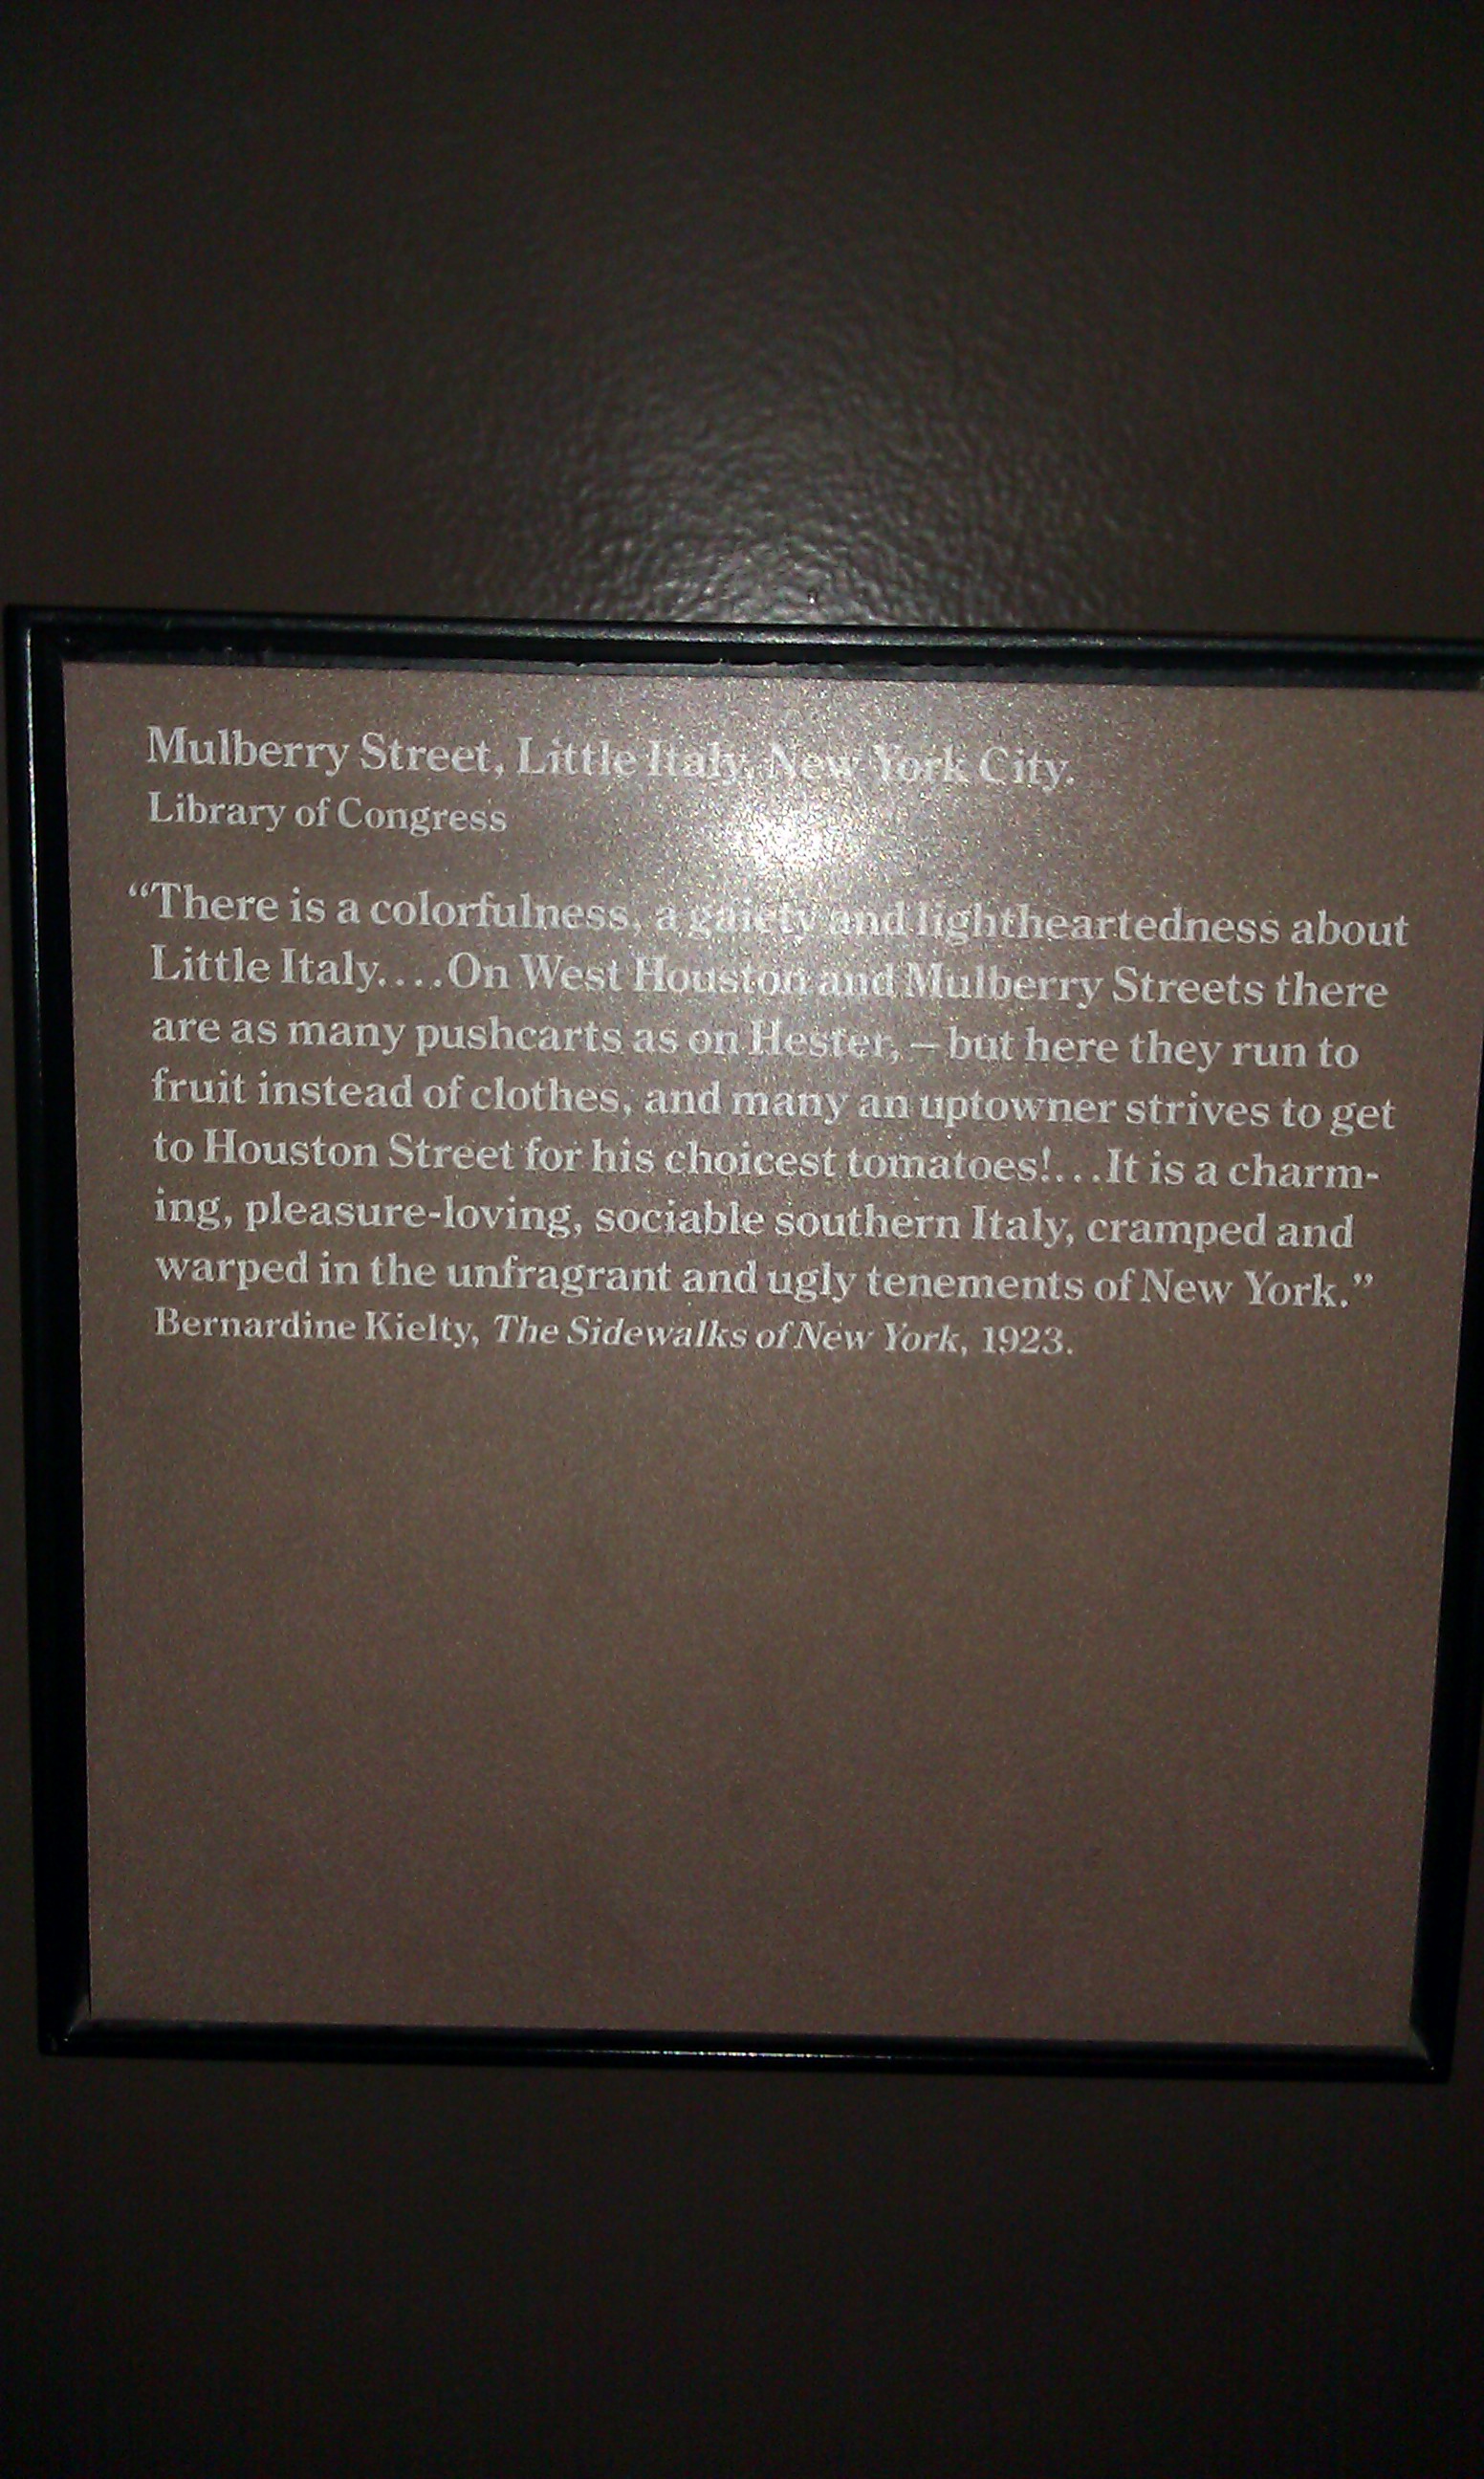 Mulberry Street, Little Italy, New York City.
Library of Congress
“There is a colorfulness, a gaiety and lightheartedness about
Little Italy....On West Houston and Mulberry Streets there
are as many pushcarts as on Hester, – but here they run to
fruit instead of clothes, and many an uptowner strives to get
to Houston Street for his choicest tomatoes!...It is a charm-
ing, pleasure-loving, sociable southern Italy, cramped and
warped in the unfragrant and ugly tenements of New York.”
Bernardine Kielty, The Sidewalks of New York, 1923.